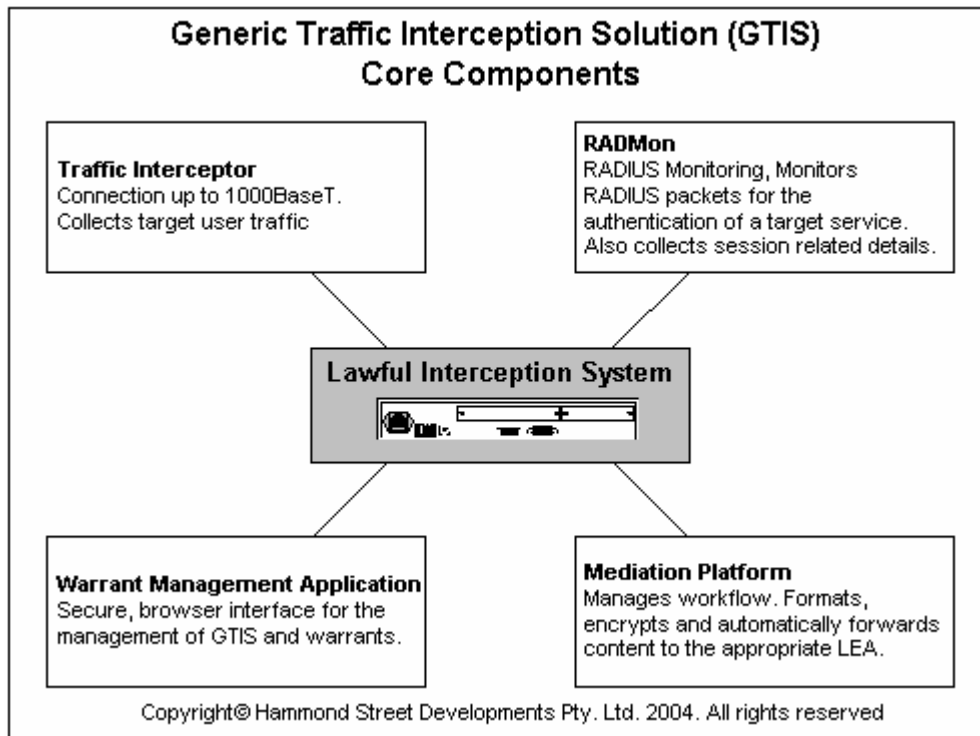 Generic Traffic Interception Solution (GTIS)
Core Components
Traffic Interceptor
Connection up to 1000BaseT.
Collects target user traffic
RADMon
RADIUS Monitoring, Monitors
RADIUS packets for the
authentication of a target service.
Also collects session related details.
Lawful Interception System
Warrant Management Application
Secure, browser interface for the
management of GTIS and warrants.
Mediation Platform
Manages workflow. Formats,
encrypts and automatically forwards
content to the appropriate LEA.
Copyright© Hammond Street Developments Pty. Ltd. 2004. All rights reserved